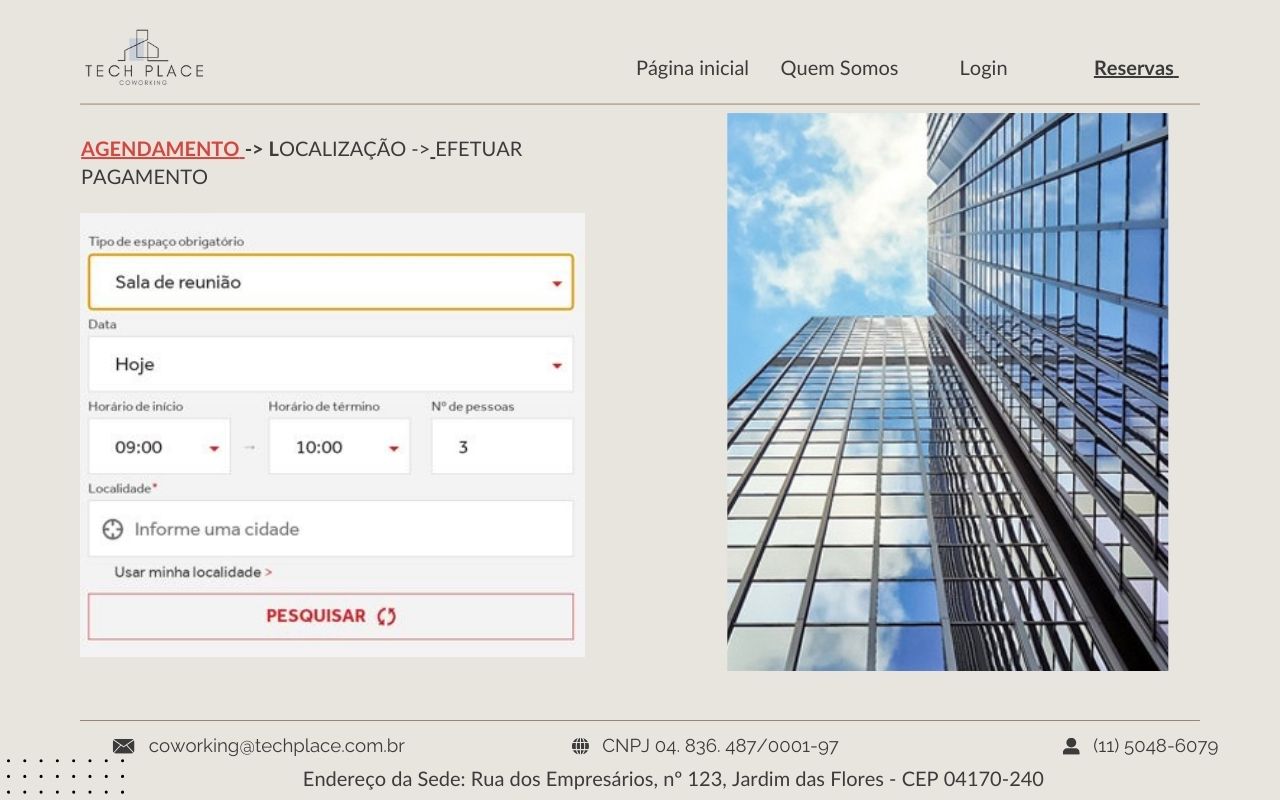 TECH PLACE
COWORKING
Página inicial Quem Somos Login Reservas
AGENDAMENTO -> LOCALIZAÇÃO -> EFETUAR
PAGAMENTO
Tipo de espaço obrigatório
Sala de reunião
Data
Hoje
Horário de início Horário de término Nº de pessoas
09:00 → 10:00 3
Localidade*
Informe uma cidade
Usar minha localidade >
PESQUISAR
coworking@techplace.com.br CNPJ 04. 836. 487/0001-97 (11) 5048-6079
Endereço da Sede: Rua dos Empresários, nº 123, Jardim das Flores - CEP 04170-240